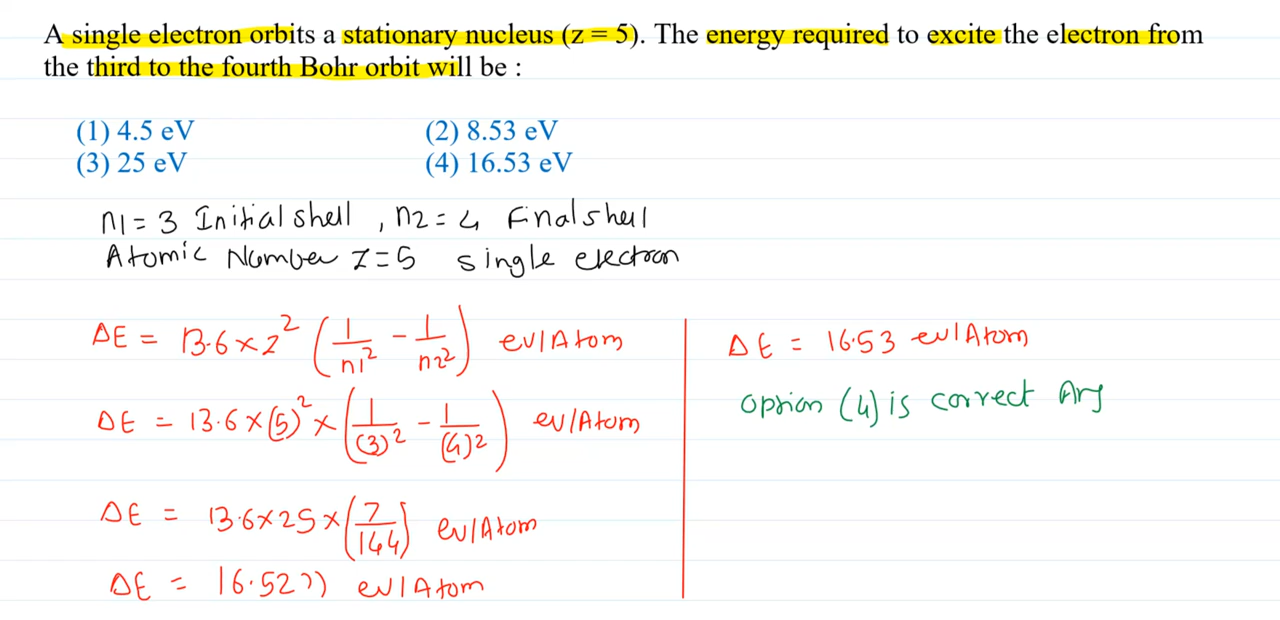 A single electron orbits a stationary nucleus (z = 5). The energy required to excite the electron from
the third to the fourth Bohr orbit will be :
(1) 4.5 eV (2) 8.53 eV
(3) 25 eV (4) 16.53 eV
n1 = 3 Initial shell , n2 = 4 Final shell
Atomic Number Z = 5 single electron
ΔE = 13.6 × Z² (1/n1² − 1/n2²) ev/Atom
ΔE = 13.6 × (5)² × (1/(3)² − 1/(4)²) ev/Atom
ΔE = 13.6 × 25 × (7/144) ev/Atom
ΔE = 16.5277 ev/Atom
ΔE = 16.53 ev/Atom
option (4) is correct Ans